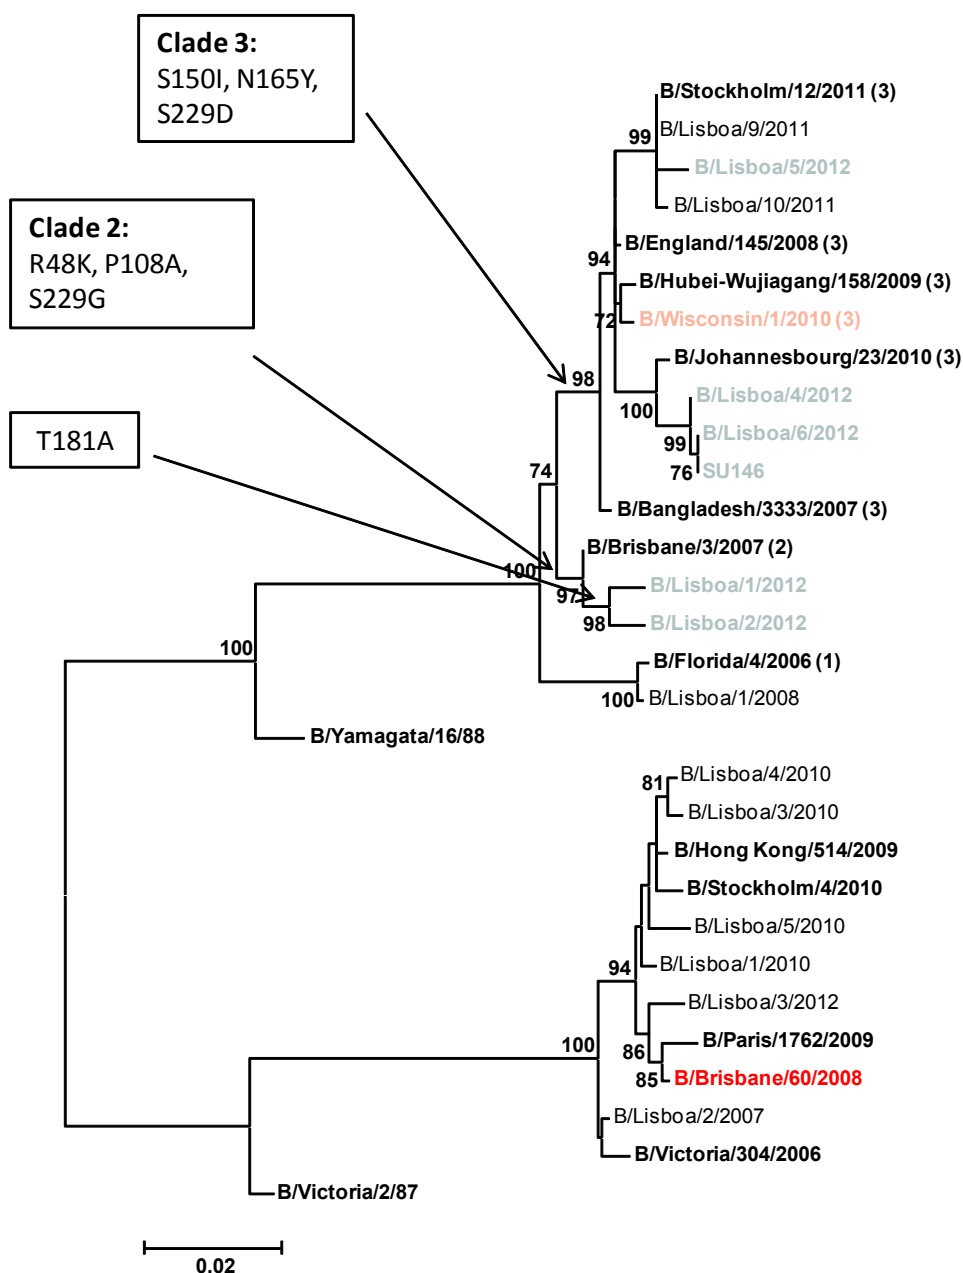 Clade 3:
S150I, N165Y,
S229D
Clade 2:
R48K, P108A,
S229G
T181A
B/Stockholm/12/2011 (3)
B/Lisboa/9/2011
99
B/Lisboa/5/2012
B/Lisboa/10/2011
B/England/145/2008 (3)
94
B/Hubei-Wujiagang/158/2009 (3)
72
B/Wisconsin/1/2010 (3)
B/Johannesbourg/23/2010 (3)
98
B/Lisboa/4/2012
100
B/Lisboa/6/2012
99
76
SU146
74
B/Bangladesh/3333/2007 (3)
B/Brisbane/3/2007 (2)
100
B/Lisboa/1/2012
97
98
B/Lisboa/2/2012
100
B/Florida/4/2006 (1)
100
B/Lisboa/1/2008
B/Yamagata/16/88
B/Lisboa/4/2010
81
B/Lisboa/3/2010
B/Hong Kong/514/2009
B/Stockholm/4/2010
B/Lisboa/5/2010
94
B/Lisboa/1/2010
B/Lisboa/3/2012
100
B/Paris/1762/2009
86
85
B/Brisbane/60/2008
B/Lisboa/2/2007
B/Victoria/304/2006
B/Victoria/2/87
0.02